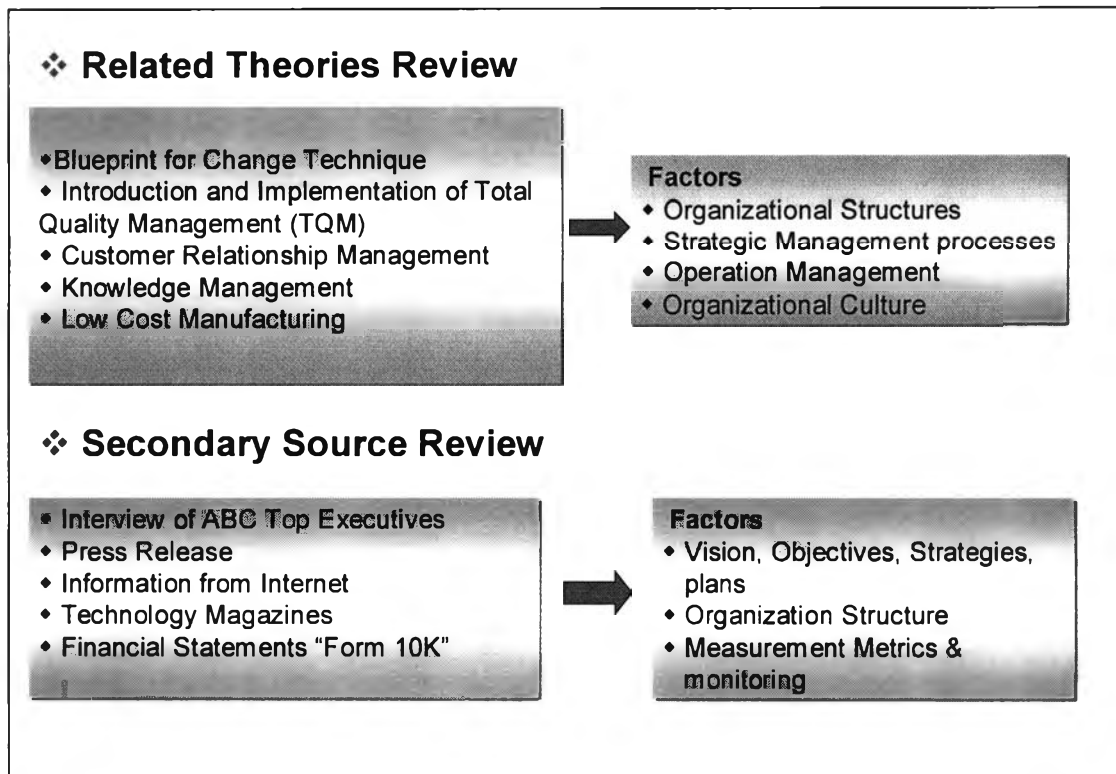 ❖ Related Theories Review
•Blueprint for Change Technique
• Introduction and Implementation of Total
Quality Management (TQM)
• Customer Relationship Management
• Knowledge Management
• Low Cost Manufacturing
Factors
• Organizational Structures
• Strategic Management processes
• Operation Management
• Organizational Culture
❖ Secondary Source Review
• Interview of ABC Top Executives
• Press Release
• Information from Internet
• Technology Magazines
• Financial Statements “Form 10K”
Factors
• Vision, Objectives, Strategies,
plans
• Organization Structure
• Measurement Metrics &
monitoring